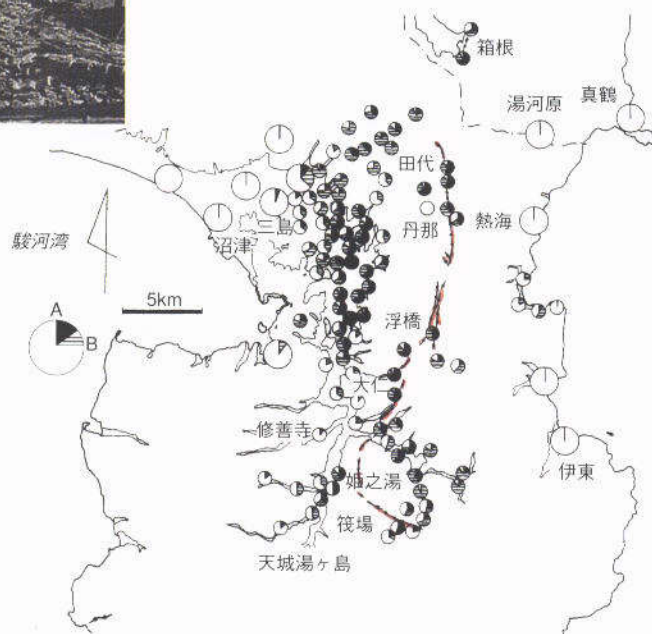 箱根
湯河原
真鶴
田代
丹那
熱海
三島
沼津
駿河湾
A
B
5km
浮橋
大仁
修善寺
伊東
姫之湯
筏場
天城湯ヶ島